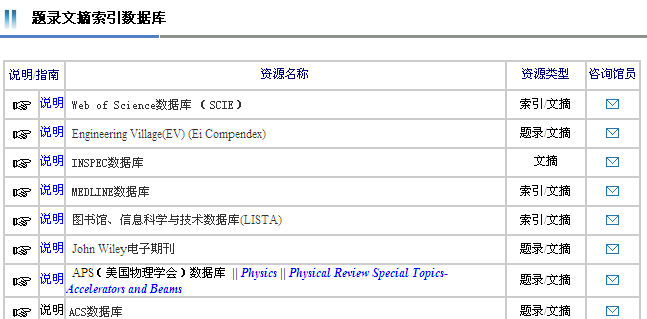 题录文摘索引数据库
说明/指南 资源名称 资源类型 咨询馆员
说明 Web of Science数据库 （SCIE） 索引/文摘
说明 Engineering Village(EV) (Ei Compendex) 题录/文摘
说明 INSPEC数据库 文摘
说明 MEDLINE数据库 索引/文摘
说明 图书馆、信息科学与技术数据库(LISTA) 索引/文摘
说明 John Wiley电子期刊 题录/文摘
说明 APS（美国物理学会）数据库 || Physics || Physical Review Special Topics- 题录/文摘
Accelerators and Beams
说明 ACS数据库 题录/文摘